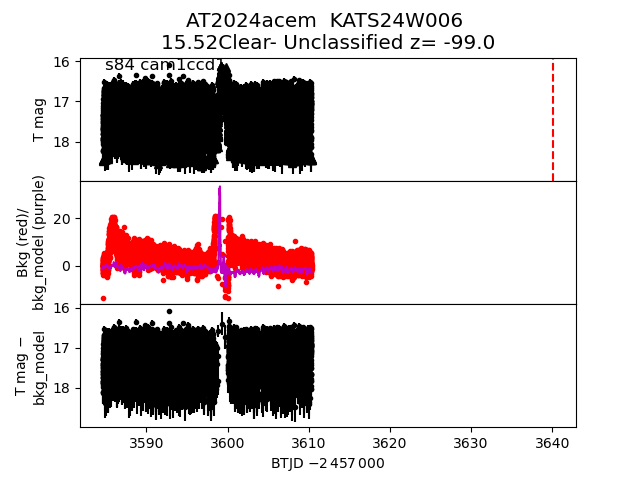 AT2024acem KATS24W006
15.52Clear- Unclassified z= -99.0
s84 cam1ccd
16
17
18
T mag
20
0
Bkg (red)/
bkg_model (purple)
16
17
18
T mag −
bkg_model
3590 3600 3610 3620 3630 3640
BTJD −2 457 000